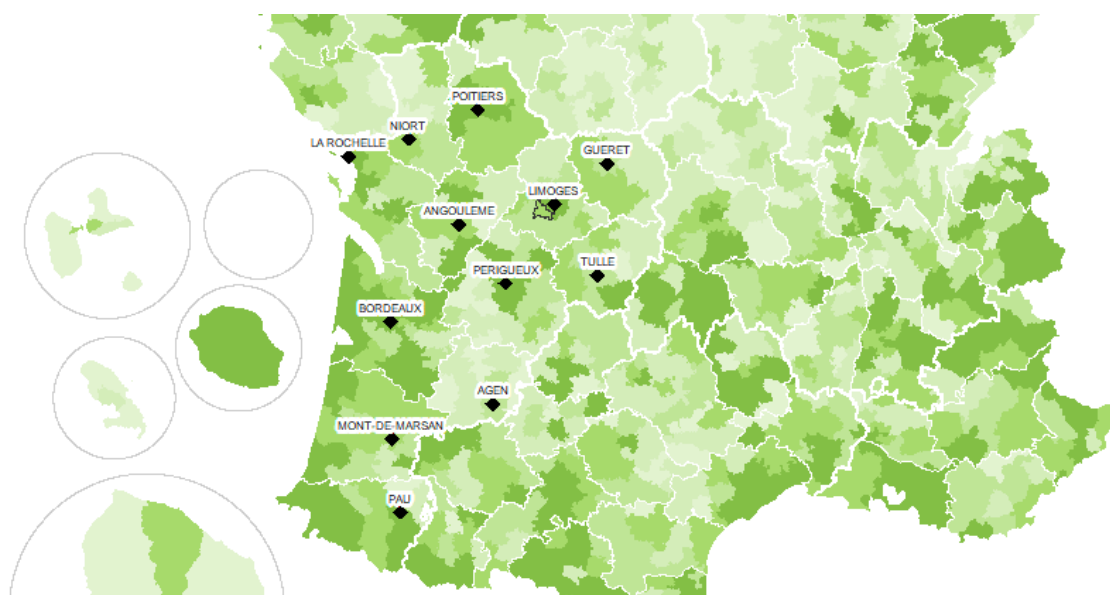 POITIERS
NIORT
LA ROCHELLE
GUERET
LIMOGES
ANGOULEME
PERIGUEUX
TULLE
BORDEAUX
AGEN
MONT-DE-MARSAN
PAU